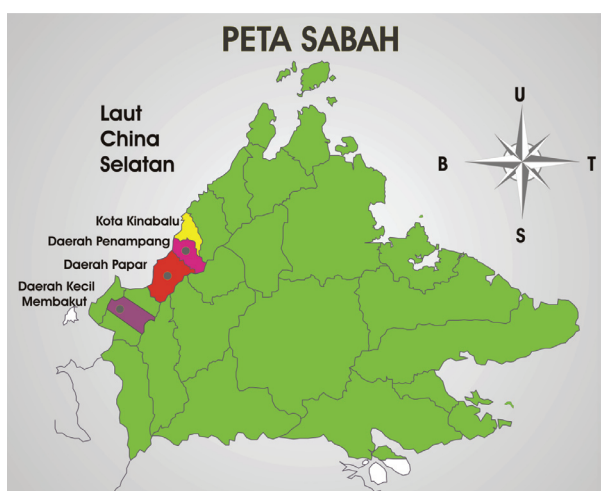 PETA SABAH
Laut
China
Selatan
U
B
T
S
Kota Kinabalu
Daerah Penampang
Daerah Papar
Daerah Kecil
Membakut